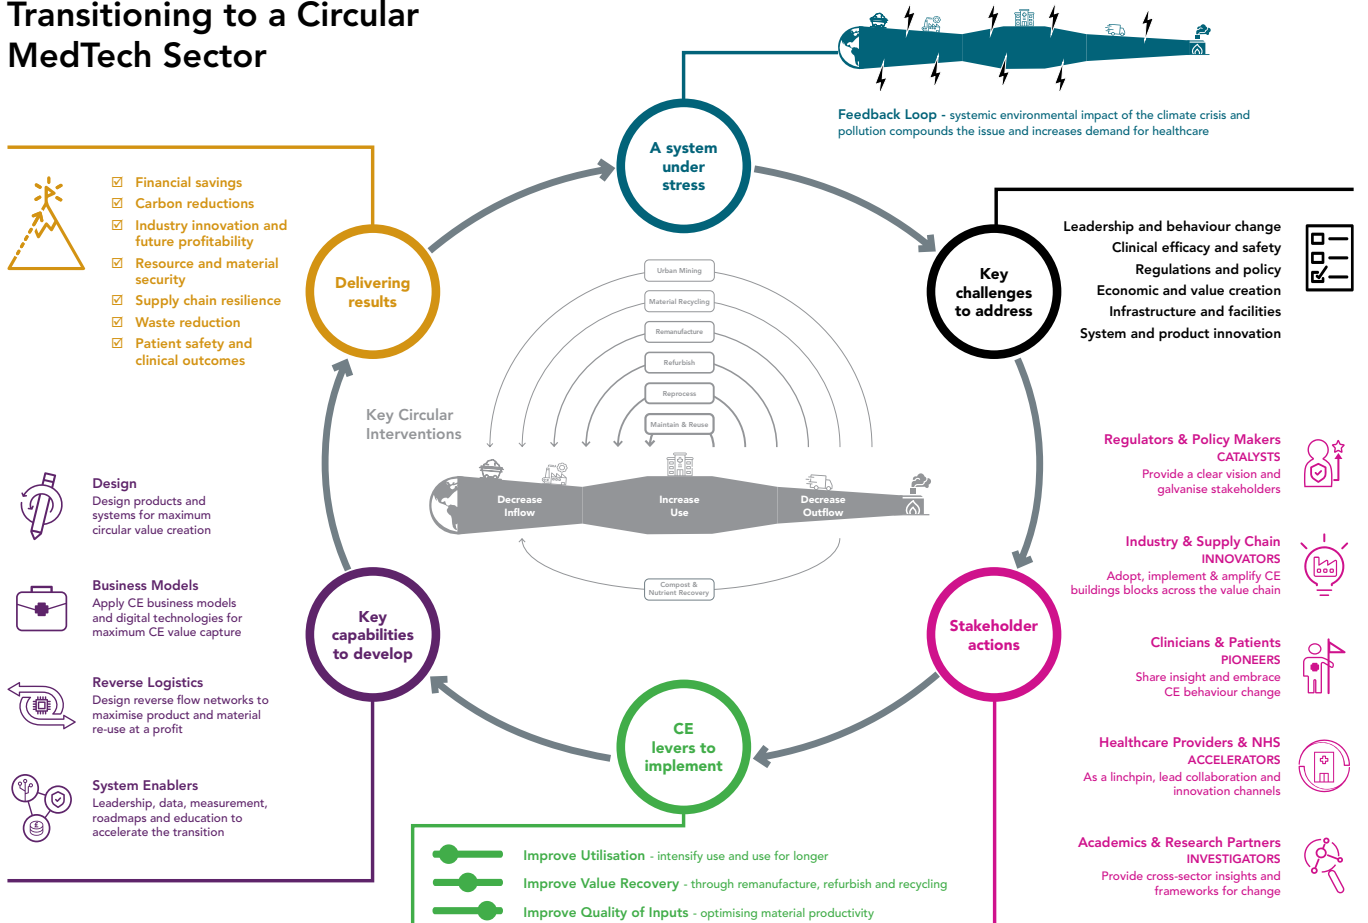 Transitioning to a Circular
MedTech Sector
Feedback Loop - systemic environmental impact of the climate crisis and
pollution compounds the issue and increases demand for healthcare
A system
under
stress
Key
challenges
to address
Leadership and behaviour change
Clinical efficacy and safety
Regulations and policy
Economic and value creation
Infrastructure and facilities
System and product innovation
Stakeholder
actions
Regulators & Policy Makers
CATALYSTS
Provide a clear vision and
galvanise stakeholders
Industry & Supply Chain
INNOVATORS
Adopt, implement & amplify CE
buildings blocks across the value chain
Clinicians & Patients
PIONEERS
Share insight and embrace
CE behaviour change
Healthcare Providers & NHS
ACCELERATORS
As a linchpin, lead collaboration and
innovation channels
Academics & Research Partners
INVESTIGATORS
Provide cross-sector insights and
frameworks for change
CE
levers to
implement
Improve Utilisation - intensify use and use for longer
Improve Value Recovery - through remanufacture, refurbish and recycling
Improve Quality of Inputs - optimising material productivity
Key
capabilities
to develop
Design
Design products and
systems for maximum
circular value creation
Business Models
Apply CE business models
and digital technologies for
maximum CE value capture
Reverse Logistics
Design reverse flow networks to
maximise product and material
re-use at a profit
System Enablers
Leadership, data, measurement,
roadmaps and education to
accelerate the transition
Delivering
results
Financial savings
Carbon reductions
Industry innovation and
future profitability
Resource and material
security
Supply chain resilience
Waste reduction
Patient safety and
clinical outcomes
Key Circular
Interventions
Urban Mining
Material Recycling
Remanufacture
Refurbish
Reprocess
Maintain & Reuse
Decrease
Inflow
Increase
Use
Decrease
Outflow
Compost &
Nutrient Recovery